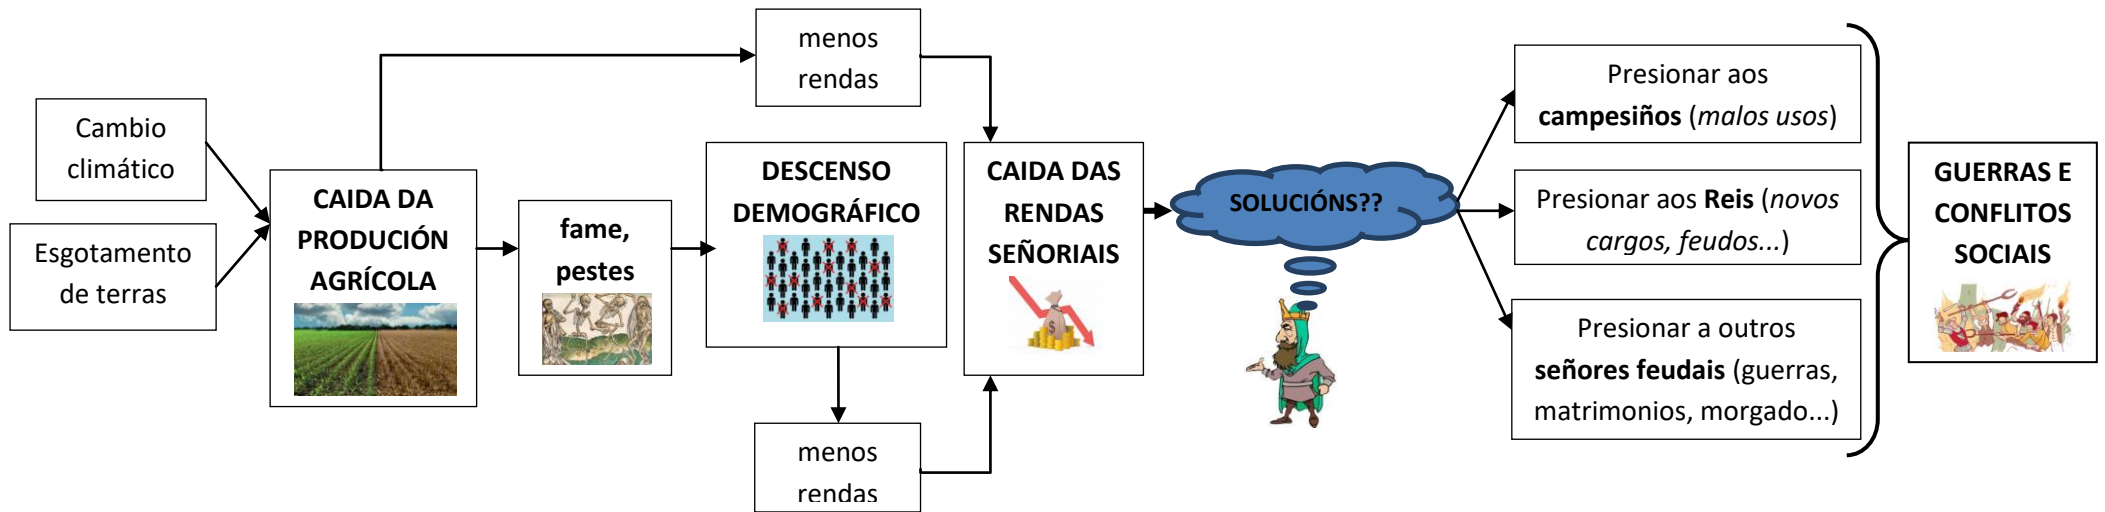 Cambio
climático
Esgotamento
de terras
CAIDA DA
PRODUCIÓN
AGRÍCOLA
menos
rendas
fame,
pestes
DESCENSO
DEMOGRÁFICO
menos
rendas
CAIDA DAS
RENDAS
SEÑORIAIS
$
SOLUCIÓNS??
Presionar aos
campesiños (malos usos)
Presionar aos Reis (novos
cargos, feudos...)
Presionar a outros
señores feudais (guerras,
matrimonios, morgado...)
GUERRAS E
CONFLITOS
SOCIAIS